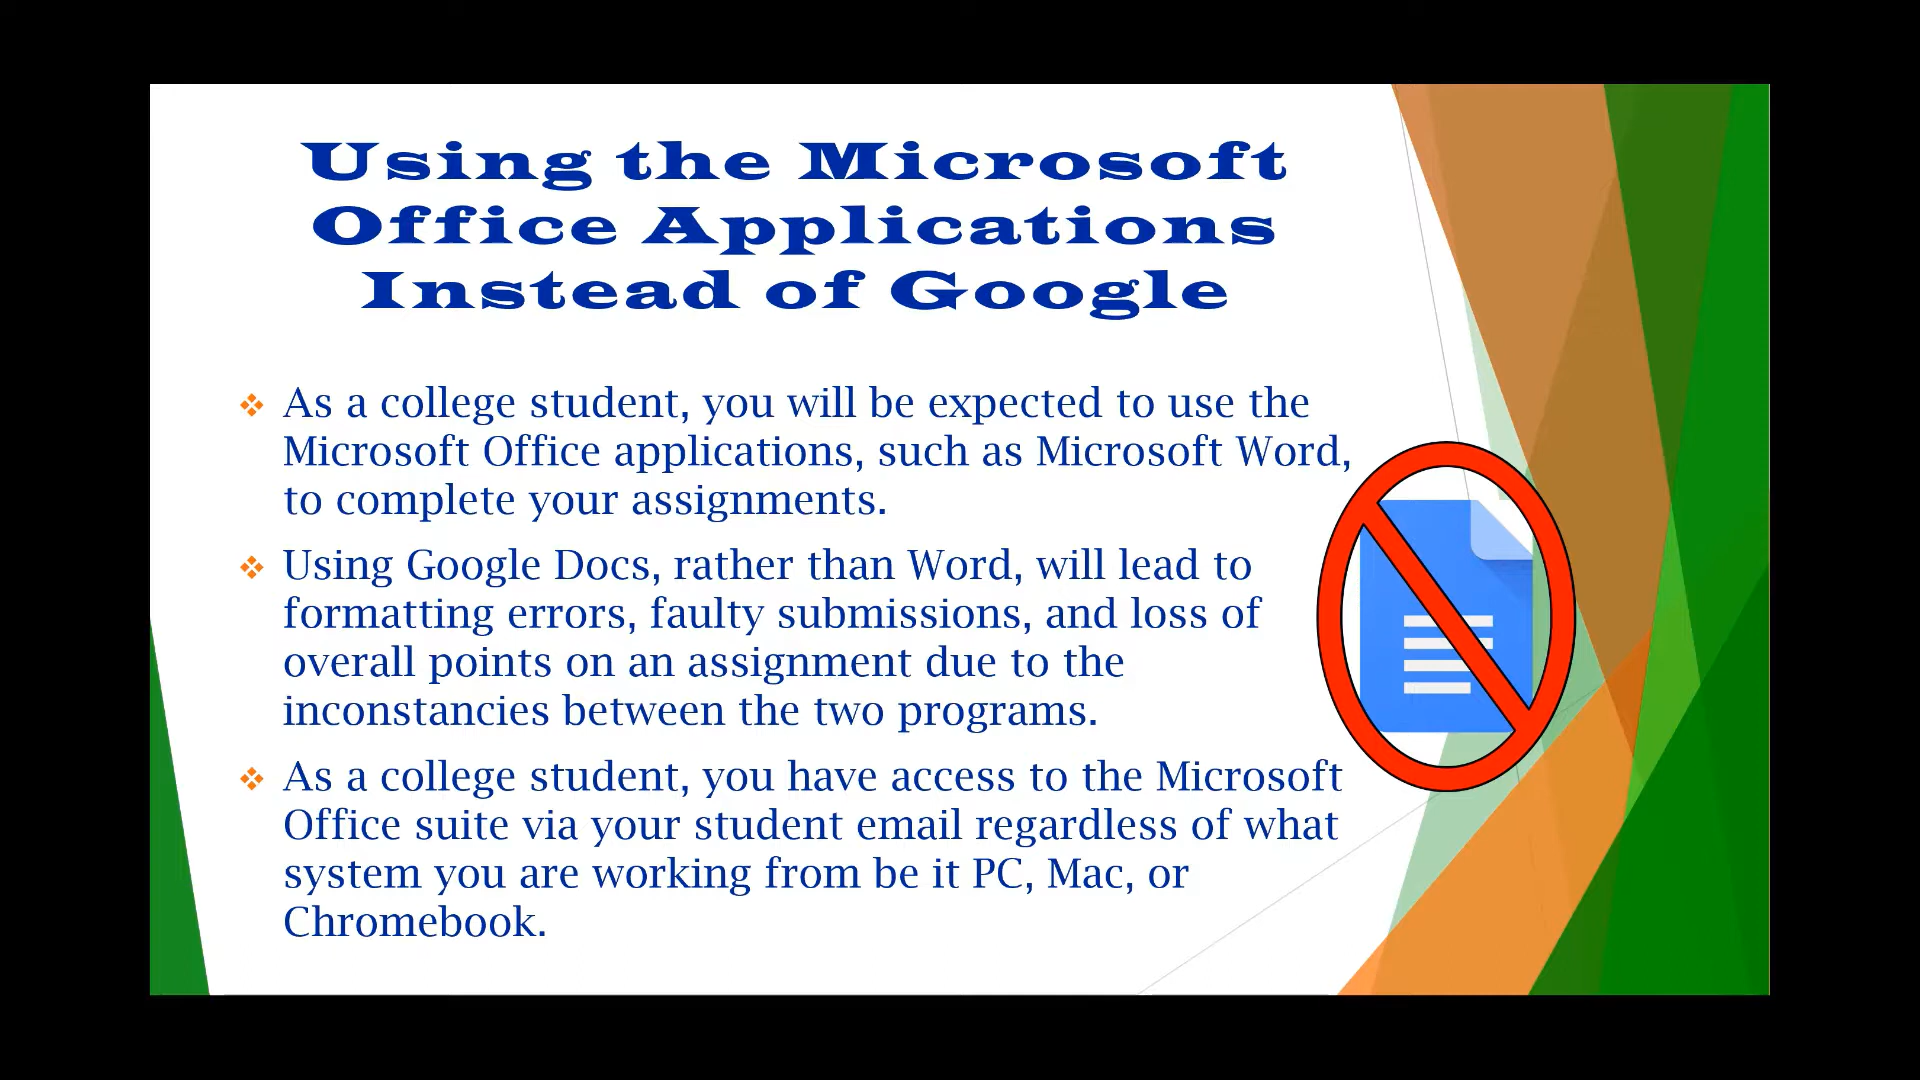 Using the Microsoft
Office Applications
Instead of Google
As a college student, you will be expected to use the
Microsoft Office applications, such as Microsoft Word,
to complete your assignments.
Using Google Docs, rather than Word, will lead to
formatting errors, faulty submissions, and loss of
overall points on an assignment due to the
inconstancies between the two programs.
As a college student, you have access to the Microsoft
Office suite via your student email regardless of what
system you are working from be it PC, Mac, or
Chromebook.